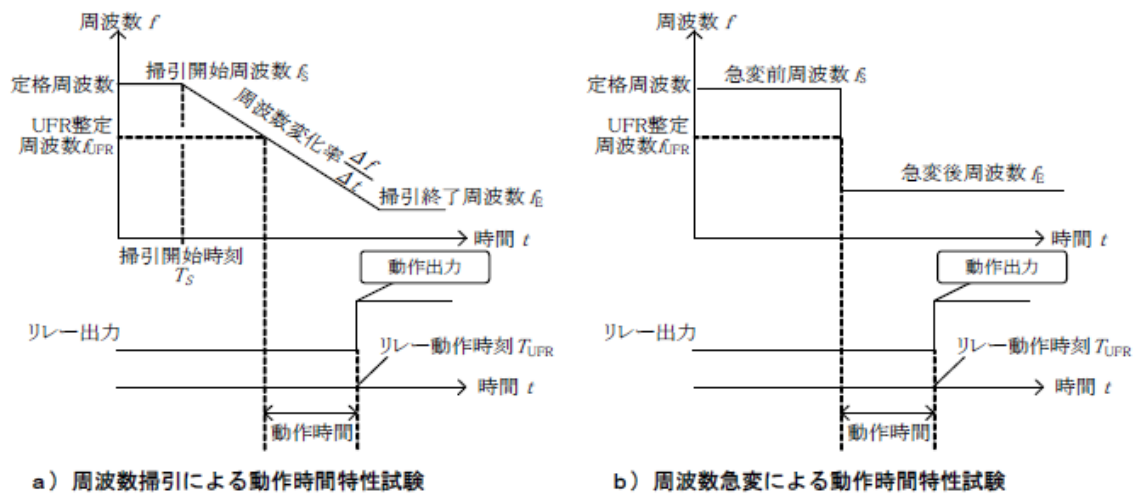 周波数 f
定格周波数
掃引開始周波数 fS
UFR整定
周波数fUFR
周波数変化率 Δf/Δt
掃引終了周波数 fE
時間 t
掃引開始時刻
TS
動作出力
リレー出力
リレー動作時刻 TUFR
時間 t
動作時間
a）周波数掃引による動作時間特性試験
周波数 f
定格周波数
急変前周波数 fS
UFR整定
周波数fUFR
急変後周波数 fE
時間 t
動作出力
リレー出力
リレー動作時刻 TUFR
時間 t
動作時間
b）周波数急変による動作時間特性試験